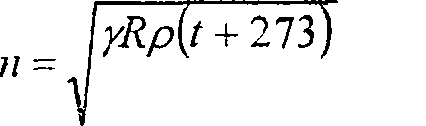 n = √(γRρ(t + 273))